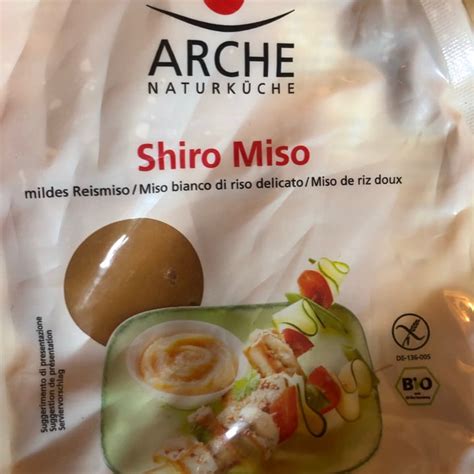 ARCHE
NATURKÜCHE
Shiro Miso
mildes Reismiso / Miso bianco di riso delicato / Miso de riz doux
Suggerimento di presentazione
Suggestion de présentation
Serviervorschlag
DE-136-005
BIO